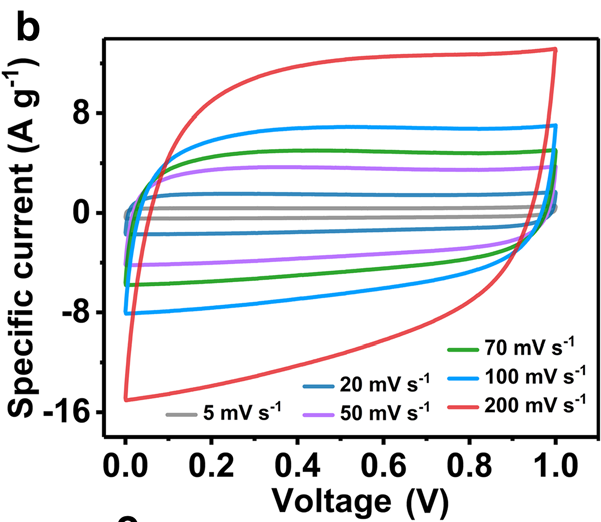 b
Specific current (A g⁻¹)
8
0
-8
-16
70 mV s⁻¹
20 mV s⁻¹
100 mV s⁻¹
5 mV s⁻¹
50 mV s⁻¹
200 mV s⁻¹
0.0 0.2 0.4 0.6 0.8 1.0
Voltage (V)